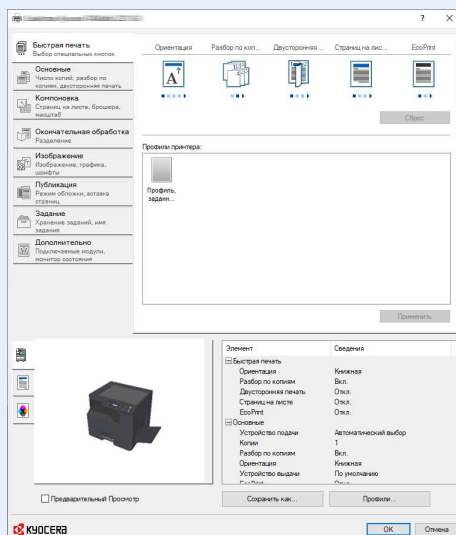 ? ×
Быстрая печать
Выбор специальных кнопок
Основные
Число копий, разбор по
копиям, двусторонняя печать
Компоновка
Страниц на листе, брошюра,
масштаб
Окончательная обработка
Разделение
Изображение
Изображение, графика,
шрифты
Публикация
Режим обложки, вставка
страниц
Задание
Хранение заданий, имя
задания
Дополнительно
Подключаемые модули,
монитор состояния
Ориентация Разбор по коп... Двусторонняя ... Страниц на лис... EcoPrint
A
Сброс
Профили принтера:
Профиль,
заданн...
Применить
Элемент Сведения
Быстрая печать
Ориентация Книжная
Разбор по копиям Вкл.
Двусторонняя печать Откл.
Страниц на листе Откл.
EcoPrint Откл.
Основные
Устройство подачи Автоматический выбор
Копии 1
Разбор по копиям Вкл.
Ориентация Книжная
Устройство выдачи По умолчанию
Предварительный Просмотр
Сохранить как... Профили...
KYOCERA
OK Отмена